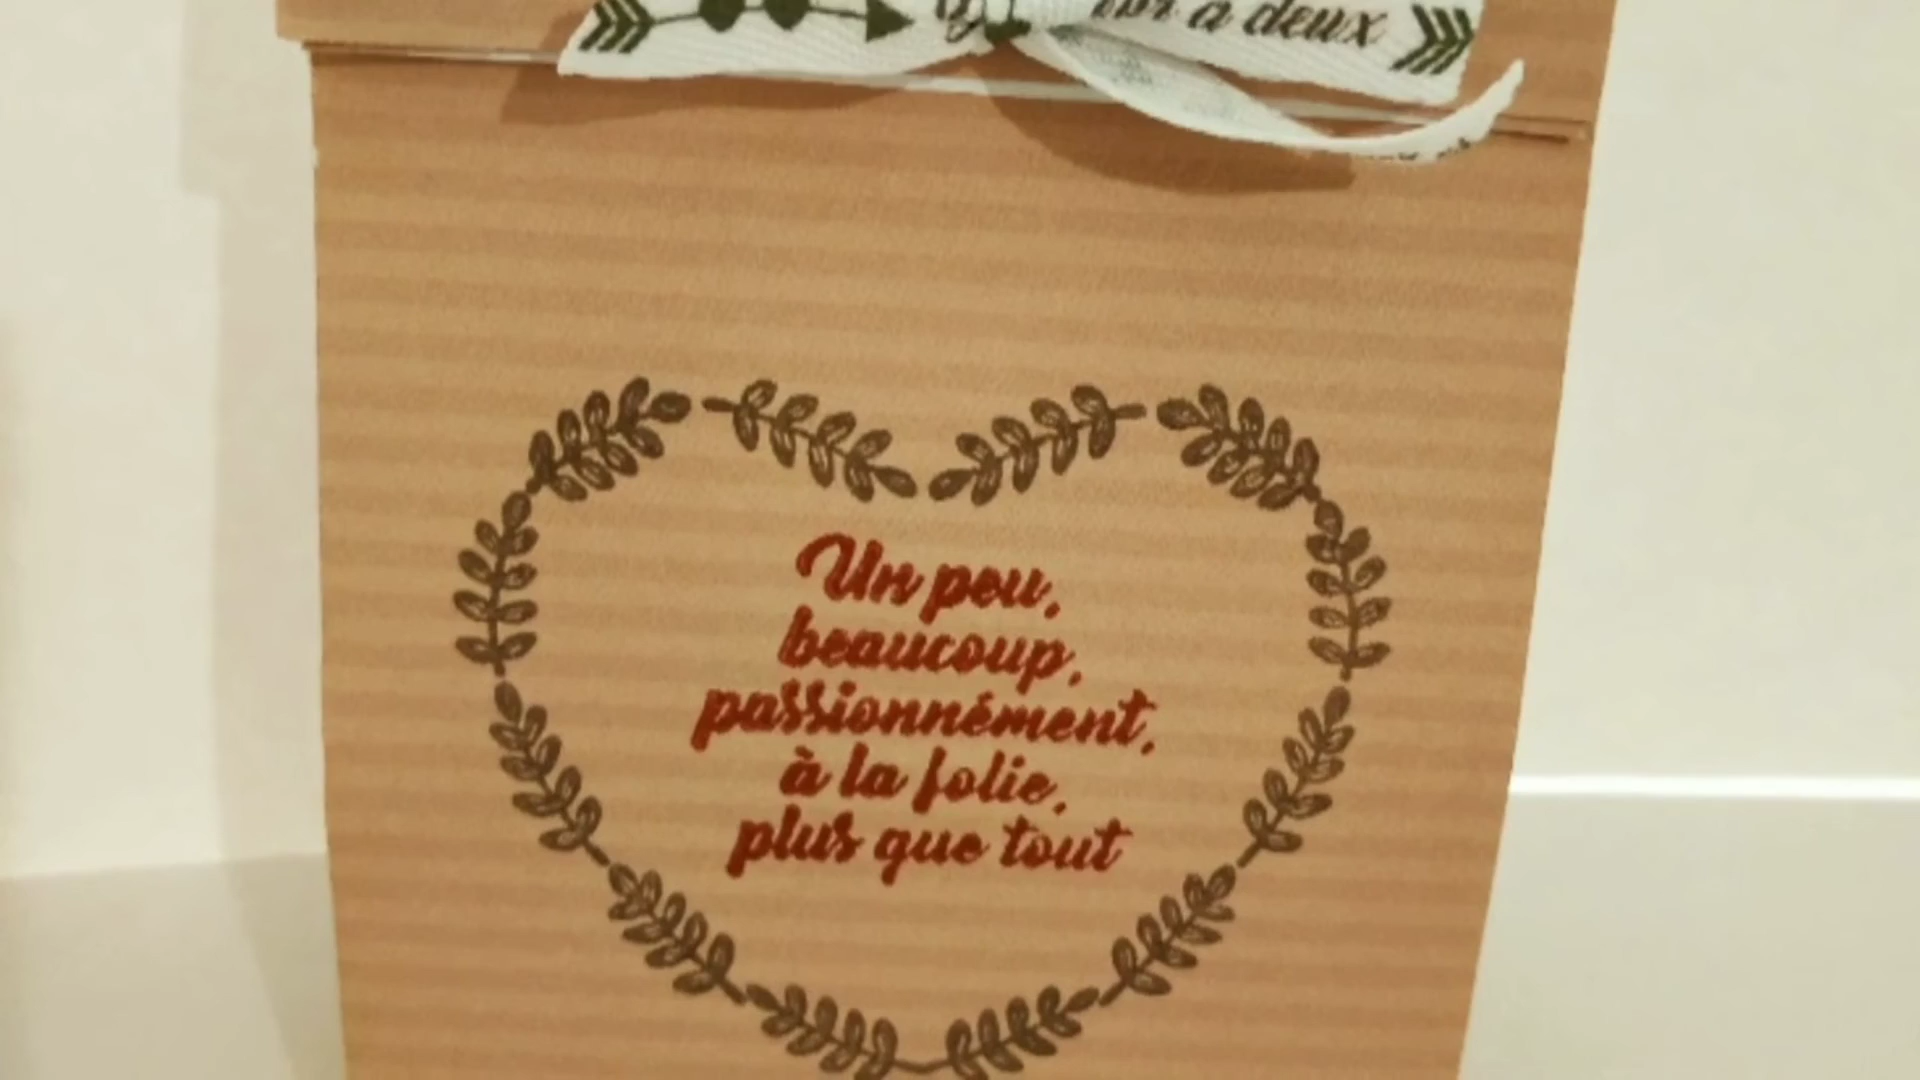 à deux
Un peu,
beaucoup,
passionnément,
à la folie,
plus que tout